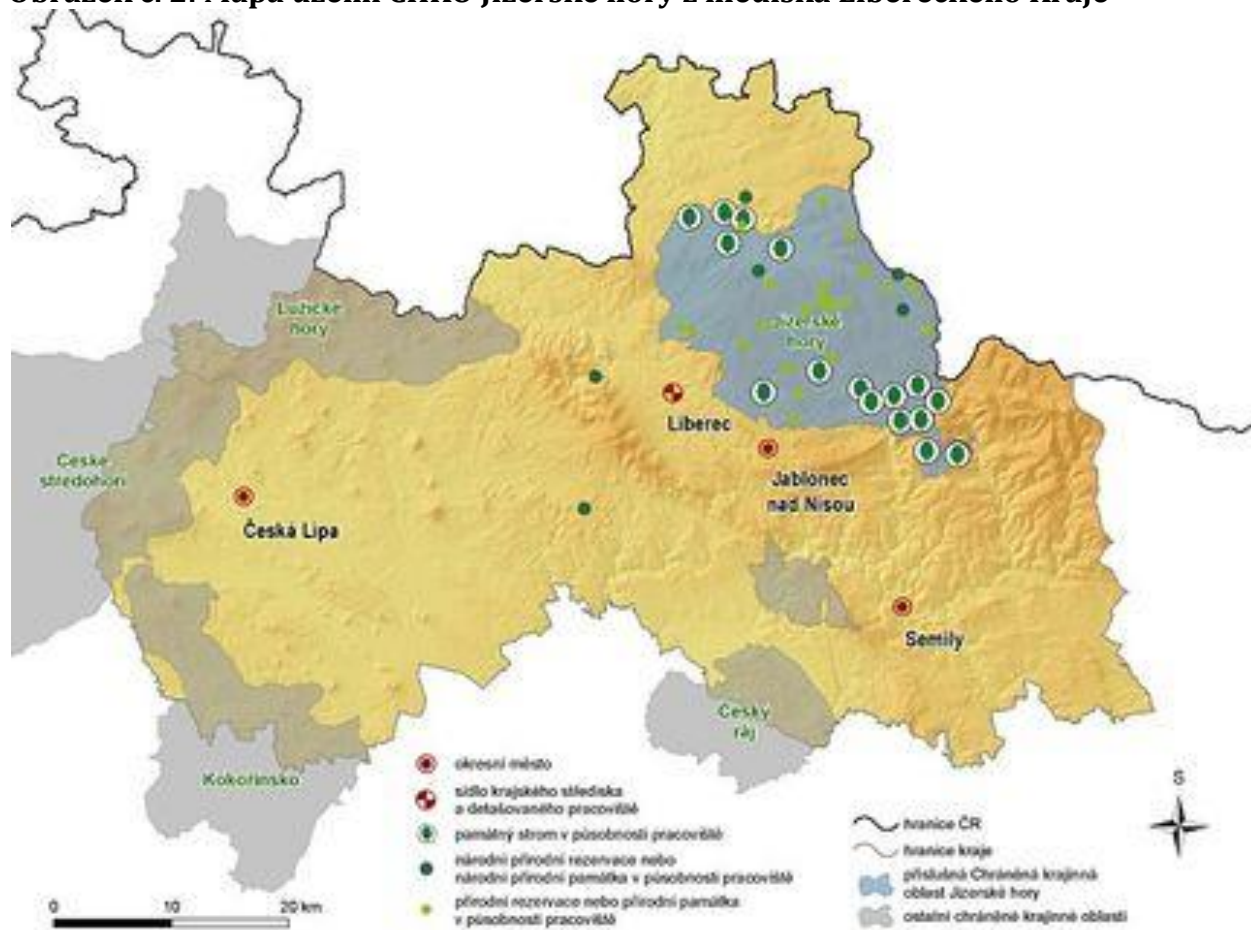 Lužické
hory
Jizerské
hory
Liberec
České
středohoří
Jablonec
nad Nisou
Česká Lípa
Semily
Český
ráj
Kokořínsko
okresní město
sídlo krajského střediska
a detašovaného pracoviště
památný strom v působnosti pracoviště
národní přírodní rezervace nebo
národní přírodní památka v působnosti pracoviště
přírodní rezervace nebo přírodní památka
v působnosti pracoviště
S
hranice ČR
hranice kraje
příslušná Chráněná krajinná
oblast Jizerské hory
ostatní chráněné krajinné oblasti
0 10 20 km